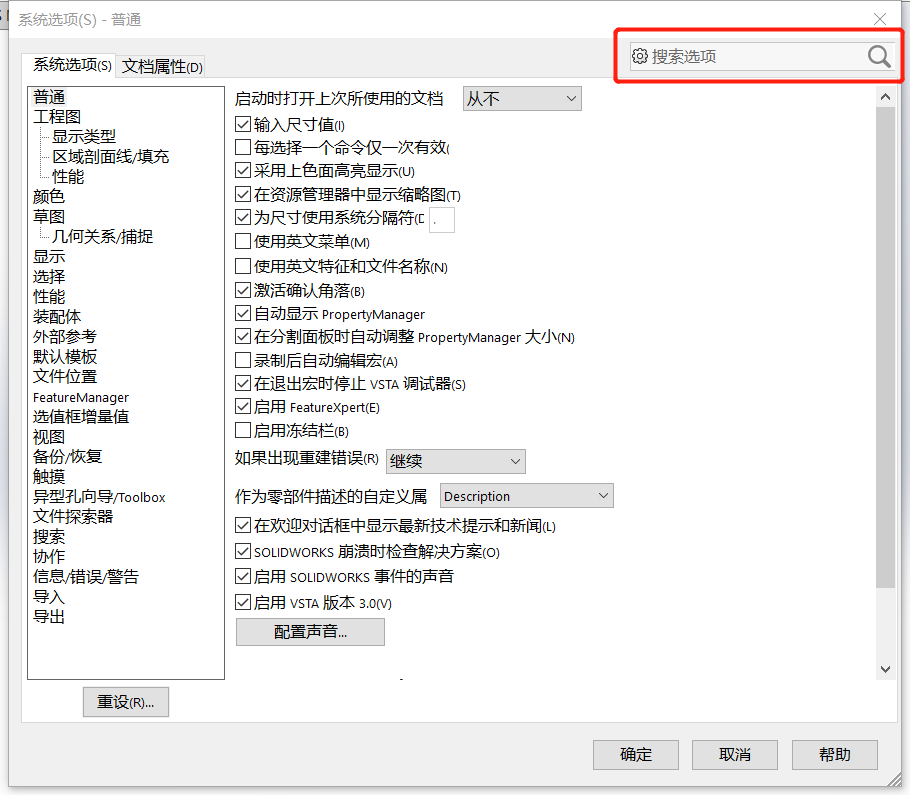 系统选项(S) - 普通
搜索选项
系统选项(S) 文档属性(D)
普通
工程图
显示类型
区域剖面线/填充
性能
颜色
草图
几何关系/捕捉
显示
选择
性能
装配体
外部参考
默认模板
文件位置
FeatureManager
选值框增量值
视图
备份/恢复
触摸
异型孔向导/Toolbox
文件探索器
搜索
协作
信息/错误/警告
导入
导出
重设(R)...
启动时打开上次所使用的文档 从不
输入尺寸值(I)
每选择一个命令仅一次有效(
采用上色面高亮显示(U)
在资源管理器中显示缩略图(T)
为尺寸使用系统分隔符(D .
使用英文菜单(M)
使用英文特征和文件名称(N)
激活确认角落(B)
自动显示 PropertyManager
在分割面板时自动调整 PropertyManager 大小(N)
录制后自动编辑宏(A)
在退出宏时停止 VSTA 调试器(S)
启用 FeatureXpert(E)
启用冻结栏(B)
如果出现重建错误(R) 继续
作为零部件描述的自定义属 Description
在欢迎对话框中显示最新技术提示和新闻(L)
SOLIDWORKS 崩溃时检查解决方案(O)
启用 SOLIDWORKS 事件的声音
启用 VSTA 版本 3.0(V)
配置声音...
确定 取消 帮助